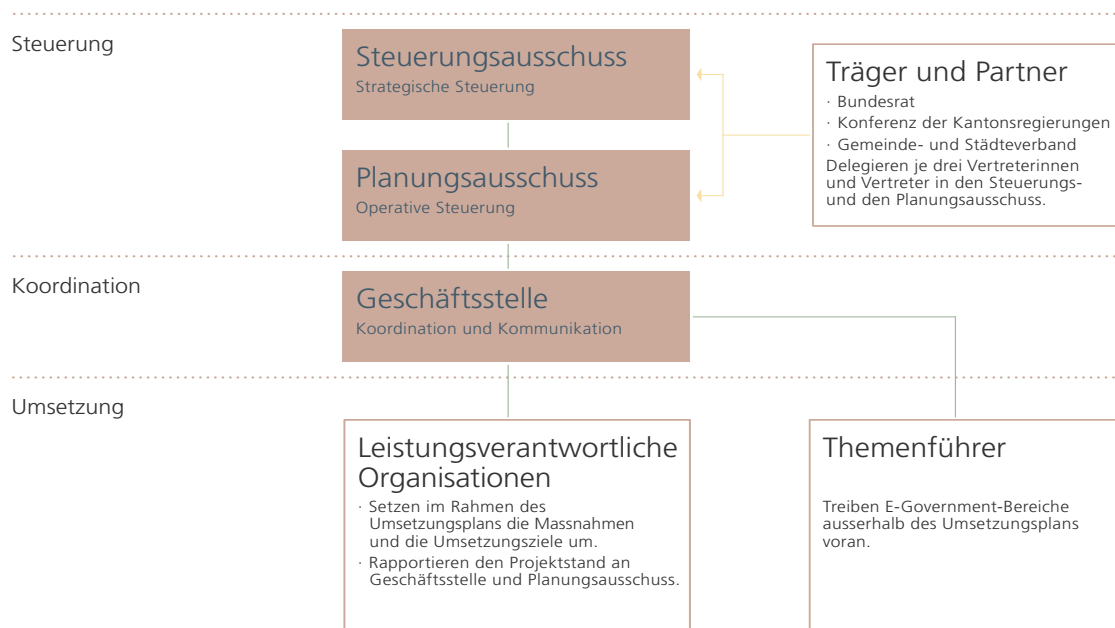 Steuerung
Steuerungsausschuss
Strategische Steuerung
Träger und Partner
· Bundesrat
· Konferenz der Kantonsregierungen
· Gemeinde- und Städteverband
Delegieren je drei Vertreterinnen
und Vertreter in den Steuerungs-
und den Planungsausschuss.
Planungsausschuss
Operative Steuerung
Koordination
Geschäftsstelle
Koordination und Kommunikation
Umsetzung
Leistungsverantwortliche
Organisationen
· Setzen im Rahmen des
Umsetzungsplans die Massnahmen
und die Umsetzungsziele um.
· Rapportieren den Projektstand an
Geschäftsstelle und Planungsausschuss.
Themenführer
Treiben E-Government-Bereiche
ausserhalb des Umsetzungsplans
voran.